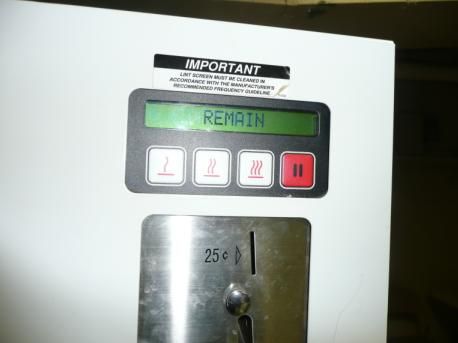 IMPORTANT
LINT SCREEN MUST BE CLEANED IN
ACCORDANCE WITH THE MANUFACTURER'S
RECOMMENDED FREQUENCY GUIDELINE
REMAIN
25¢